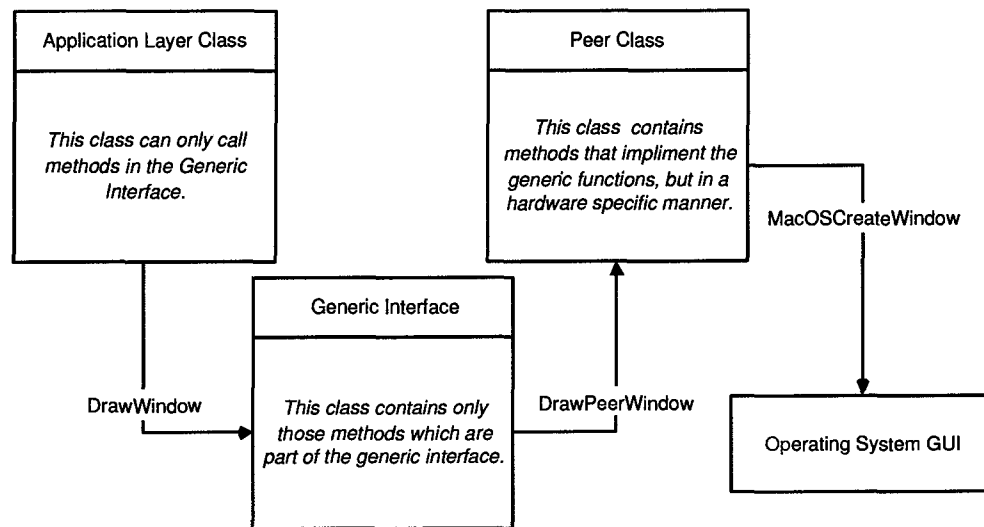 Application Layer Class
This class can only call
methods in the Generic
Interface.
DrawWindow
Generic Interface
This class contains only
those methods which are
part of the generic interface.
DrawPeerWindow
Peer Class
This class contains
methods that impliment the
generic functions, but in a
hardware specific manner.
MacOSCreateWindow
Operating System GUI